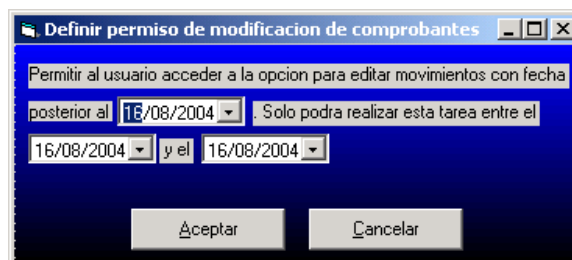 Definir permiso de modificacion de comprobantes
Permitir al usuario acceder a la opcion para editar movimientos con fecha
posterior al 16/08/2004 . Solo podra realizar esta tarea entre el
16/08/2004 y el 16/08/2004
Aceptar Cancelar